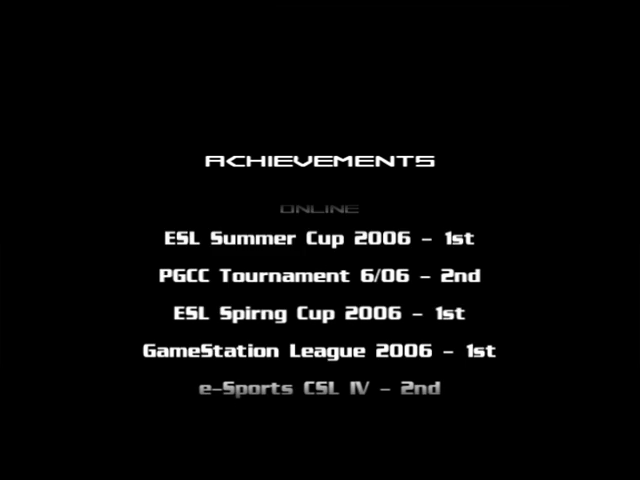 ACHIEVEMENTS
ONLINE
ESL Summer Cup 2006 - 1st
PGCC Tournament 6/06 - 2nd
ESL Spirng Cup 2006 - 1st
GameStation League 2006 - 1st
e-Sports CSL IV - 2nd